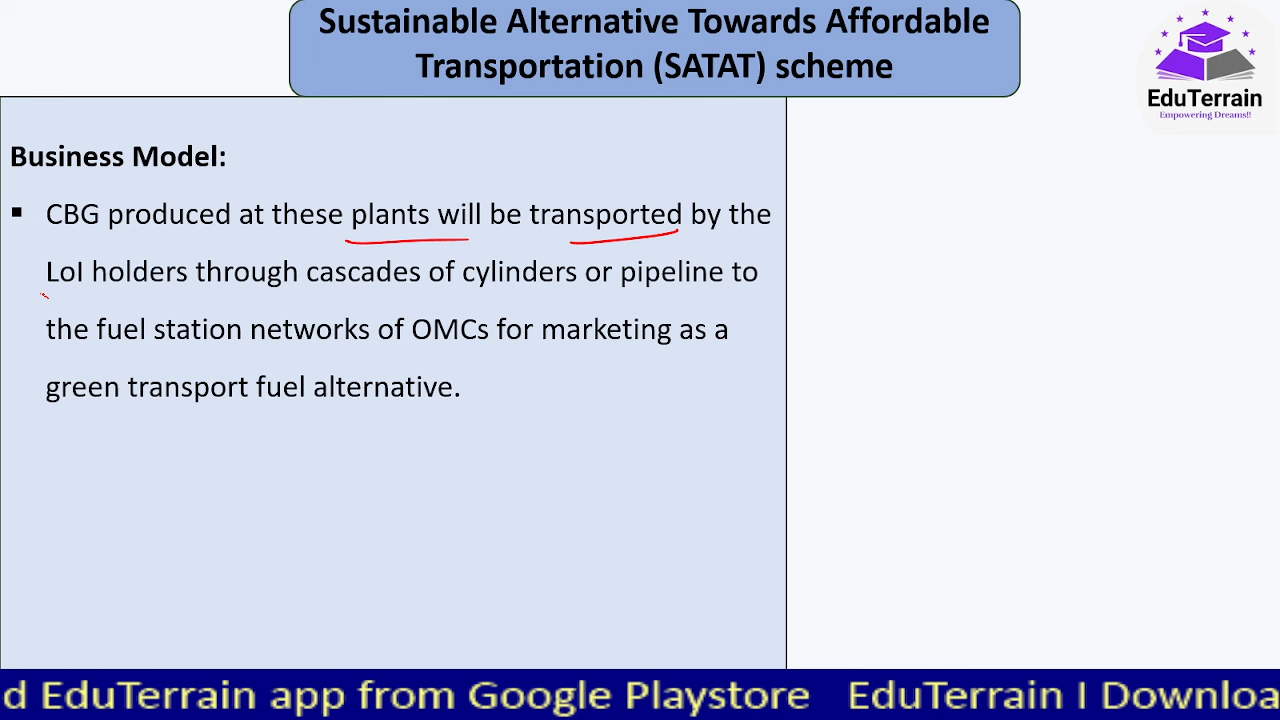 Sustainable Alternative Towards Affordable
Transportation (SATAT) scheme
EduTerrain
Empowering Dreams!!
Business Model:
▪ CBG produced at these plants will be transported by the
LoI holders through cascades of cylinders or pipeline to
the fuel station networks of OMCs for marketing as a
green transport fuel alternative.
d EduTerrain app from Google Playstore EduTerrain I Downloa